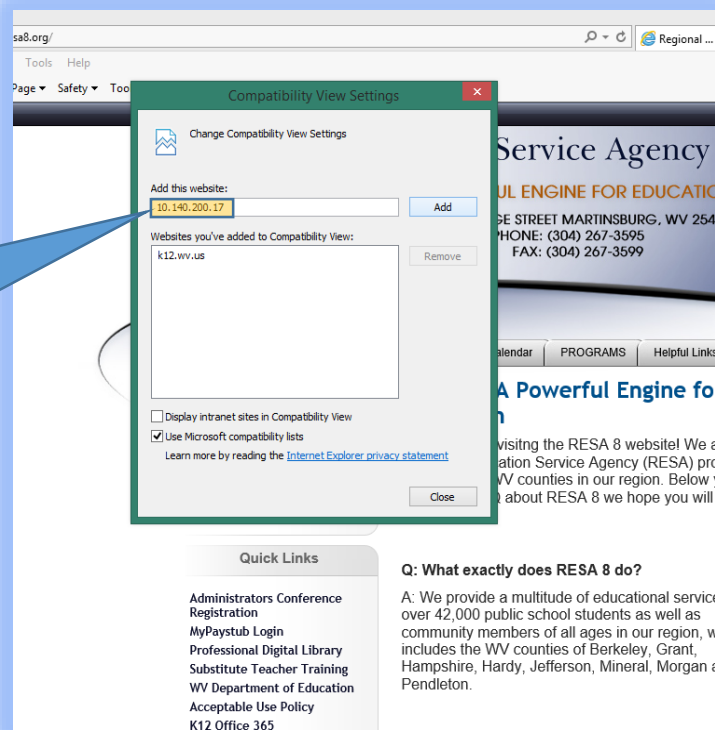 sa8.org/
Regional ...
Tools Help
Page Safety Too
Compatibility View Settings
Change Compatibility View Settings
Add this website:
10.140.200.17
Add
Websites you've added to Compatibility View:
k12.wv.us
Remove
Display intranet sites in Compatibility View
Use Microsoft compatibility lists
Learn more by reading the Internet Explorer privacy statement
Close
Service Agency
UL ENGINE FOR EDUCATIO
GE STREET MARTINSBURG, WV 254
PHONE: (304) 267-3595
FAX: (304) 267-3599
alendar PROGRAMS Helpful Links
A Powerful Engine fo
visitng the RESA 8 website! We a
ation Service Agency (RESA) pro
WV counties in our region. Below y
about RESA 8 we hope you will
Quick Links
Administrators Conference
Registration
MyPaystub Login
Professional Digital Library
Substitute Teacher Training
WV Department of Education
Acceptable Use Policy
K12 Office 365
Q: What exactly does RESA 8 do?
A: We provide a multitude of educational service
over 42,000 public school students as well as
community members of all ages in our region, w
includes the WV counties of Berkeley, Grant,
Hampshire, Hardy, Jefferson, Mineral, Morgan a
Pendleton.